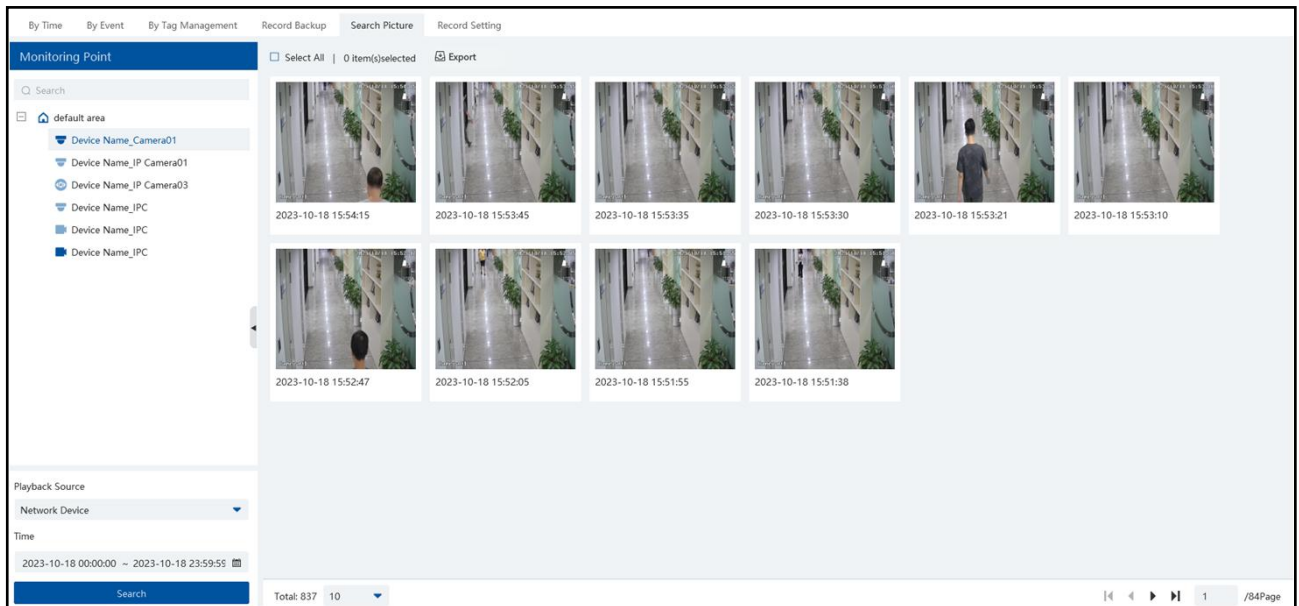 By Time By Event By Tag Management Record Backup Search Picture Record Setting
Monitoring Point
Select All | 0 item(s)selected Export
Search
default area
Device Name_Camera01
Device Name_IP Camera01
Device Name_IP Camera03
Device Name_IPC
Device Name_IPC
Device Name_IPC
2023-10-18 15:54:15 2023-10-18 15:53:45 2023-10-18 15:53:35 2023-10-18 15:53:30 2023-10-18 15:53:21 2023-10-18 15:53:10
2023-10-18 15:52:47 2023-10-18 15:52:05 2023-10-18 15:51:55 2023-10-18 15:51:38
Playback Source
Network Device
Time
2023-10-18 00:00:00 ~ 2023-10-18 23:59:59
Search
Total: 837 10 1 /84Page